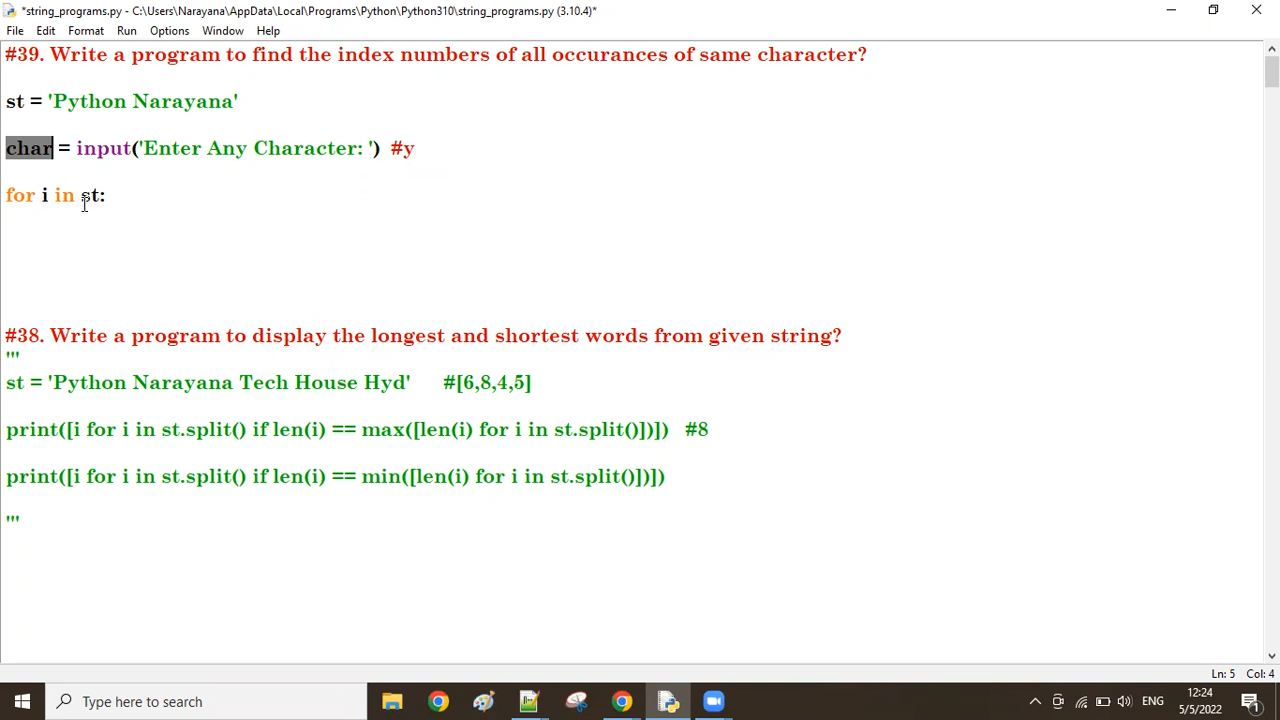 *string_programs.py - C:\Users\Narayana\AppData\Local\Programs\Python\Python310\string_programs.py (3.10.4)*
File Edit Format Run Options Window Help
#39. Write a program to find the index numbers of all occurances of same character?
st = 'Python Narayana'
char = input('Enter Any Character: ') #y
for i in st:
#38. Write a program to display the longest and shortest words from given string?
'''
st = 'Python Narayana Tech House Hyd' #[6,8,4,5]
print([i for i in st.split() if len(i) == max([len(i) for i in st.split()])]) #8
print([i for i in st.split() if len(i) == min([len(i) for i in st.split()])])
'''
Ln: 5 Col: 4
Type here to search
ENG
12:24
5/5/2022
1